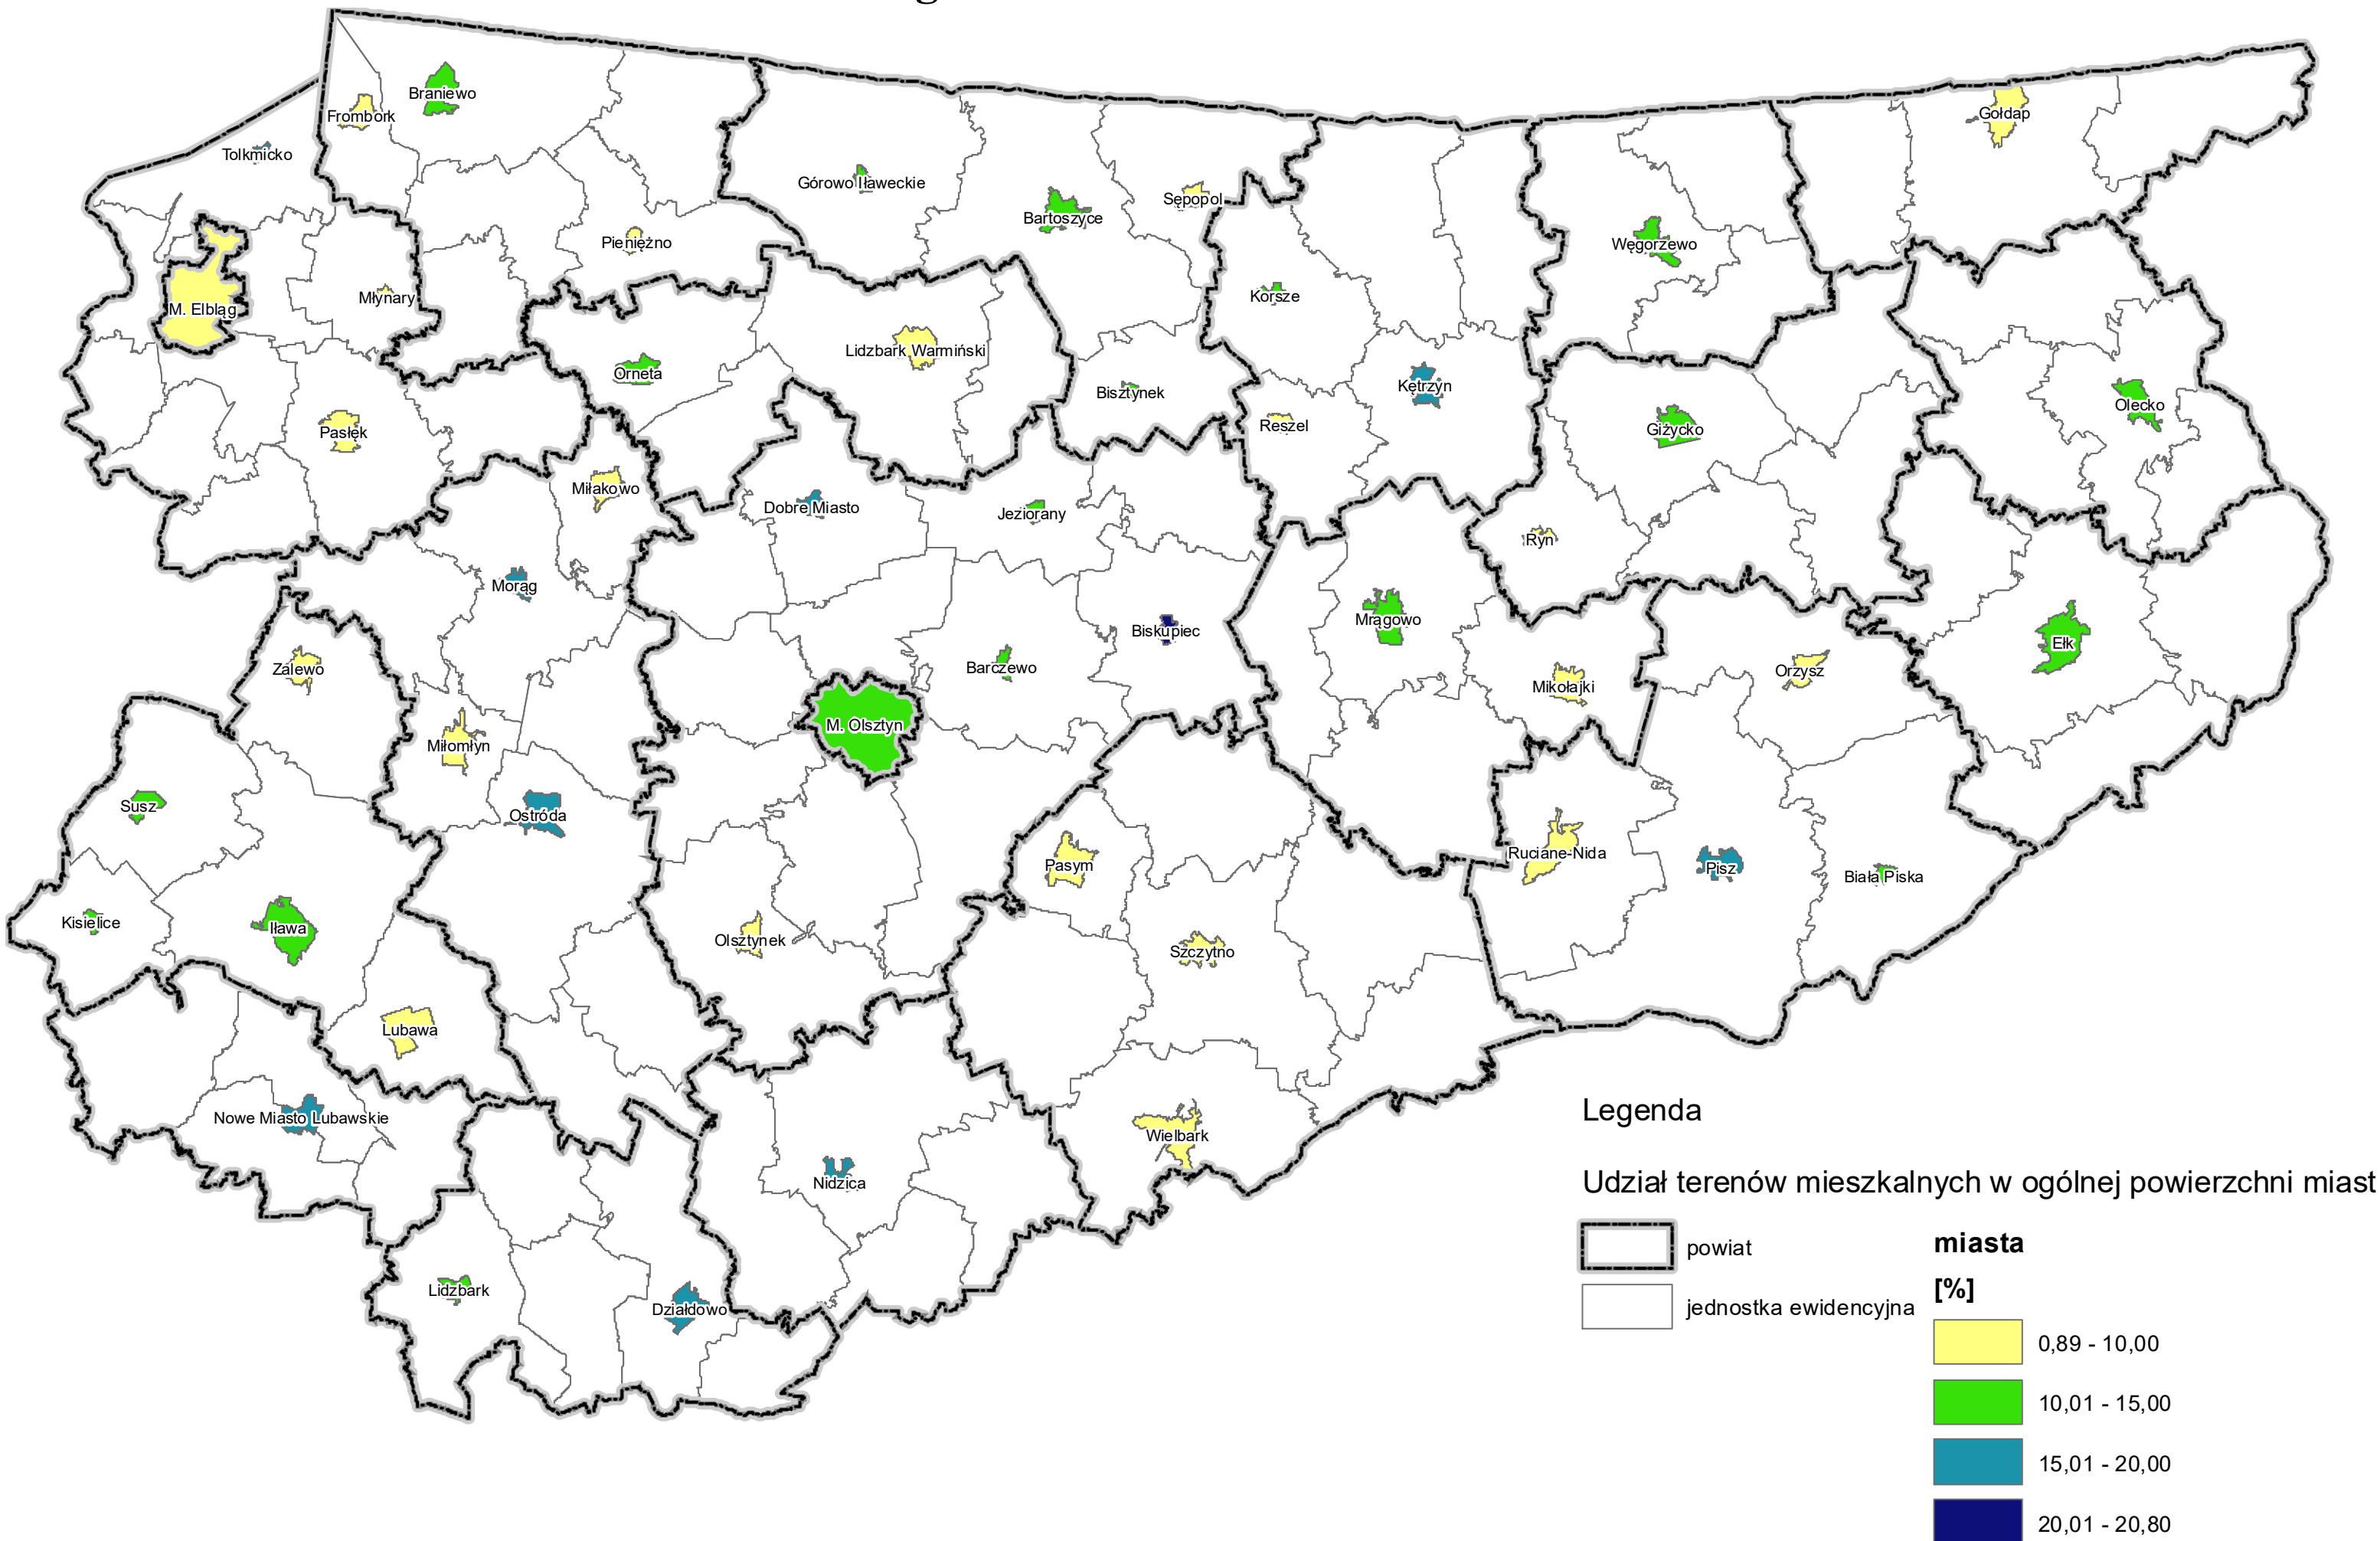 g
Braniewo
Frombork
Gołdap
Tolkmicko
Górowo Iławeckie
Sępopol
Bartoszyce
Pieniężno
Węgorzewo
Młynary
Korsze
M. Elbląg
Lidzbark Warmiński
Orneta
Kętrzyn
Bisztynek
Olecko
Reszel
Giżycko
Pasłęk
Miłakowo
Dobre Miasto
Jeziorany
Ryn
Morąg
Mrągowo
Biskupiec
Ełk
Barczewo
Zalewo
Orzysz
Mikołajki
M. Olsztyn
Miłomłyn
Susz
Ostróda
Ruciane-Nida
Pasym
Pisz
Biała Piska
Kisielice
Iława
Olsztynek
Szczytno
Lubawa
Nowe Miasto Lubawskie
Wielbark
Nidzica
Lidzbark
Działdowo
Legenda
Udział terenów mieszkalnych w ogólnej powierzchni miast
powiat
jednostka ewidencyjna
miasta
[%]
0,89 - 10,00
10,01 - 15,00
15,01 - 20,00
20,01 - 20,80